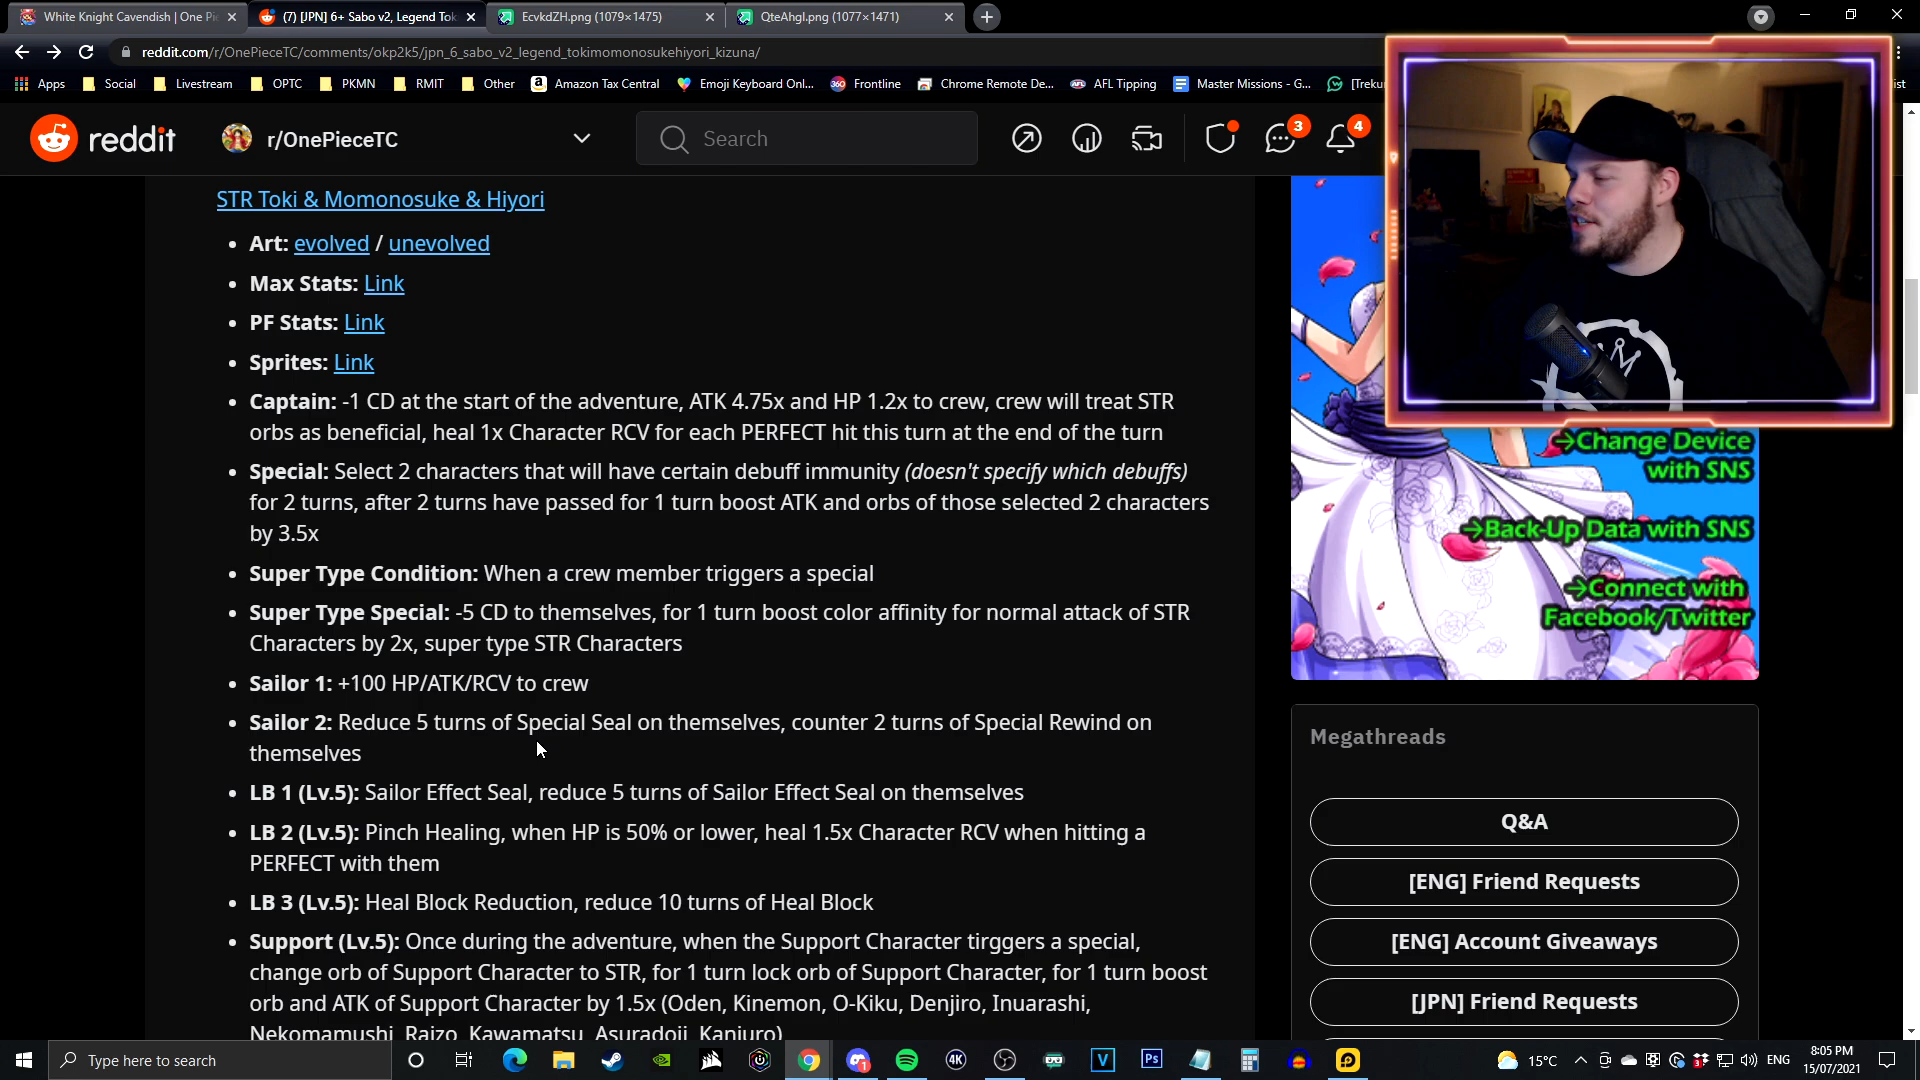 White Knight Cavendish | One Pi
(7) [JPN] 6+ Sabo v2, Legend Tok
EcvkdZH.png (1079×1475)
QteAhgl.png (1077×1471)
reddit.com/r/OnePieceTC/comments/okp2k5/jpn_6_sabo_v2_legend_tokimomonosukehiyori_kizuna/
Apps Social Livestream OPTC PKMN RMIT Other Amazon Tax Central Emoji Keyboard Onl... Frontline Chrome Remote De... AFL Tipping Master Missions - G... [Treku
reddit r/OnePieceTC Search 3 4
STR Toki & Momonosuke & Hiyori
• Art: evolved / unevolved
• Max Stats: Link
• PF Stats: Link
• Sprites: Link
• Captain: -1 CD at the start of the adventure, ATK 4.75x and HP 1.2x to crew, crew will treat STR
orbs as beneficial, heal 1x Character RCV for each PERFECT hit this turn at the end of the turn
• Special: Select 2 characters that will have certain debuff immunity (doesn't specify which debuffs)
for 2 turns, after 2 turns have passed for 1 turn boost ATK and orbs of those selected 2 characters
by 3.5x
• Super Type Condition: When a crew member triggers a special
• Super Type Special: -5 CD to themselves, for 1 turn boost color affinity for normal attack of STR
Characters by 2x, super type STR Characters
• Sailor 1: +100 HP/ATK/RCV to crew
• Sailor 2: Reduce 5 turns of Special Seal on themselves, counter 2 turns of Special Rewind on
themselves
• LB 1 (Lv.5): Sailor Effect Seal, reduce 5 turns of Sailor Effect Seal on themselves
• LB 2 (Lv.5): Pinch Healing, when HP is 50% or lower, heal 1.5x Character RCV when hitting a
PERFECT with them
• LB 3 (Lv.5): Heal Block Reduction, reduce 10 turns of Heal Block
• Support (Lv.5): Once during the adventure, when the Support Character tirggers a special,
change orb of Support Character to STR, for 1 turn lock orb of Support Character, for 1 turn boost
orb and ATK of Support Character by 1.5x (Oden, Kinemon, O-Kiku, Denjiro, Inuarashi,
Nekomamushi, Raizo, Kawamatsu, Asuradoji, Kanjuro)
→Change Device
with SNS
→Back-Up Data with SNS
→Connect with
Facebook/Twitter
Megathreads
Q&A
[ENG] Friend Requests
[ENG] Account Giveaways
[JPN] Friend Requests
Type here to search
15°C ENG
8:05 PM
15/07/2021